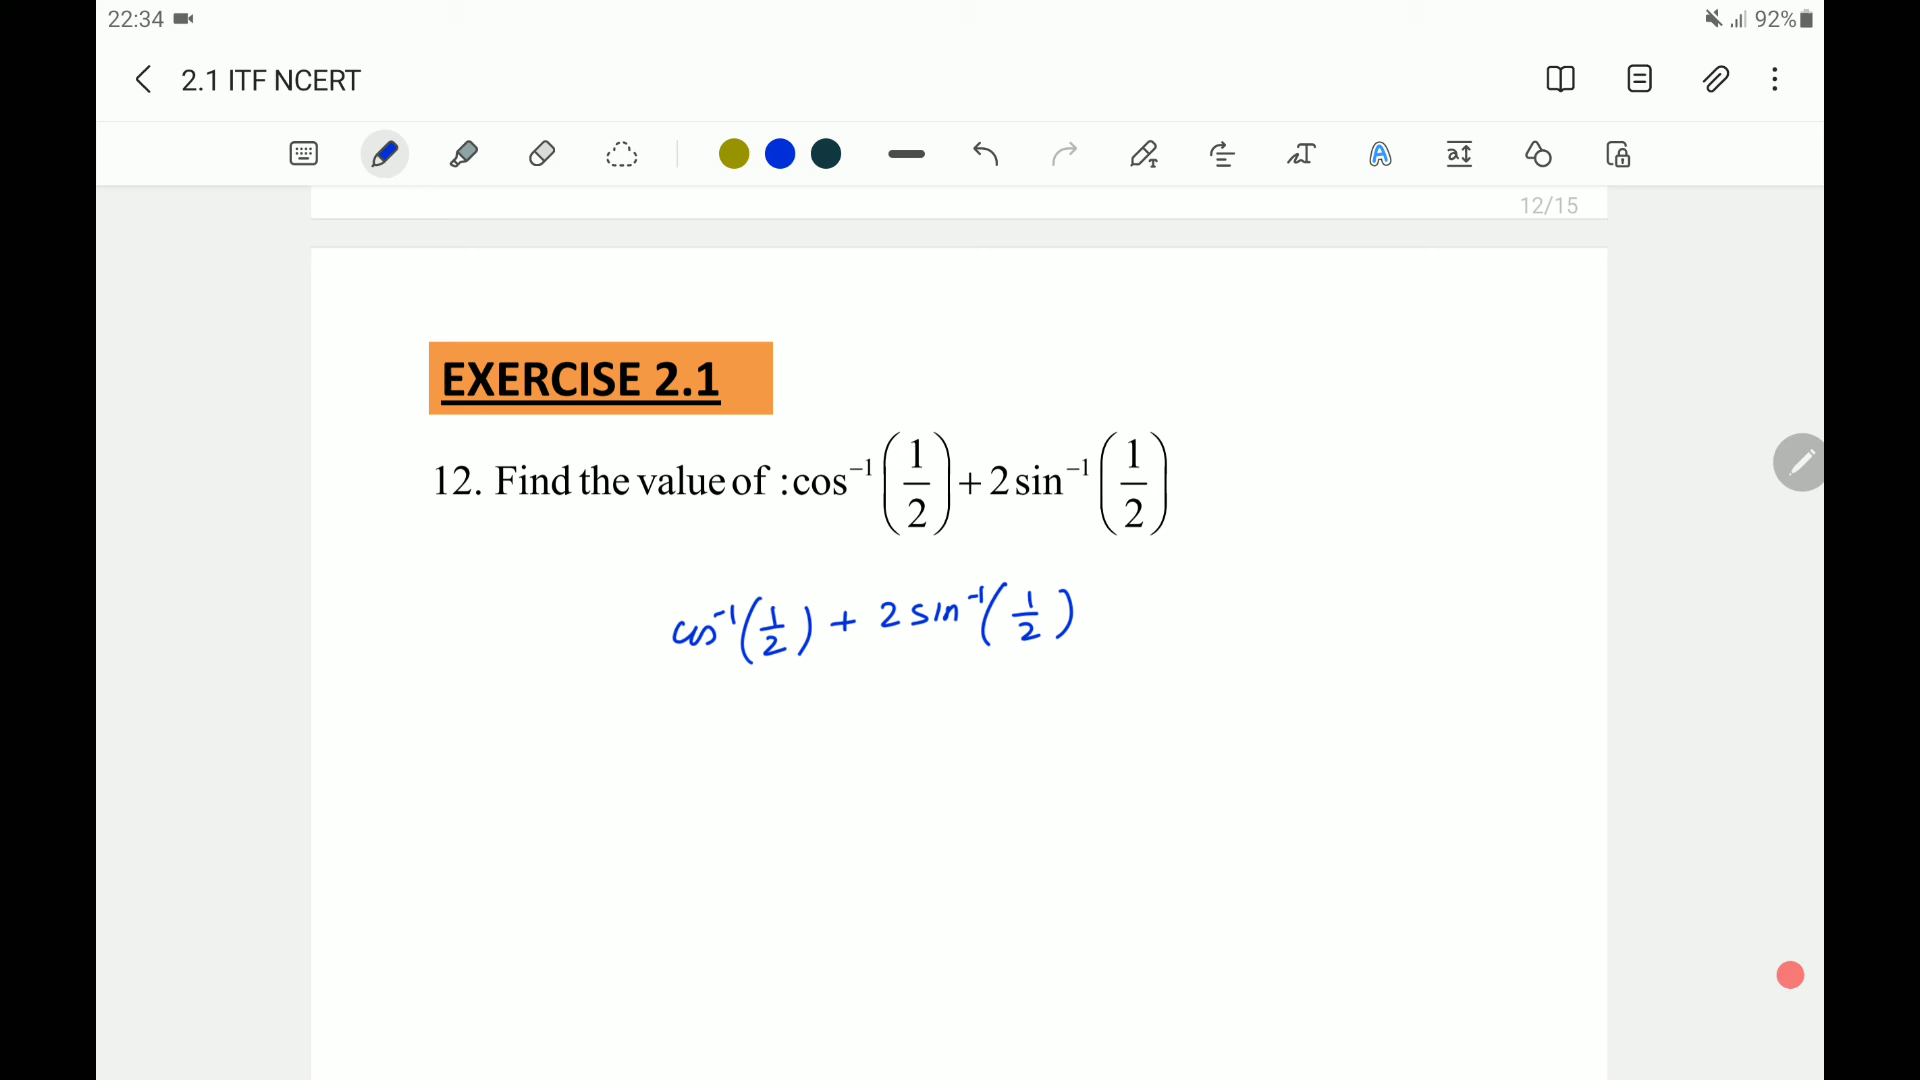 22:34 92%
2.1 ITF NCERT
12/15
EXERCISE 2.1
12. Find the value of : cos⁻¹(1/2) + 2 sin⁻¹(1/2)
cos⁻¹(1/2) + 2 sin⁻¹(1/2)